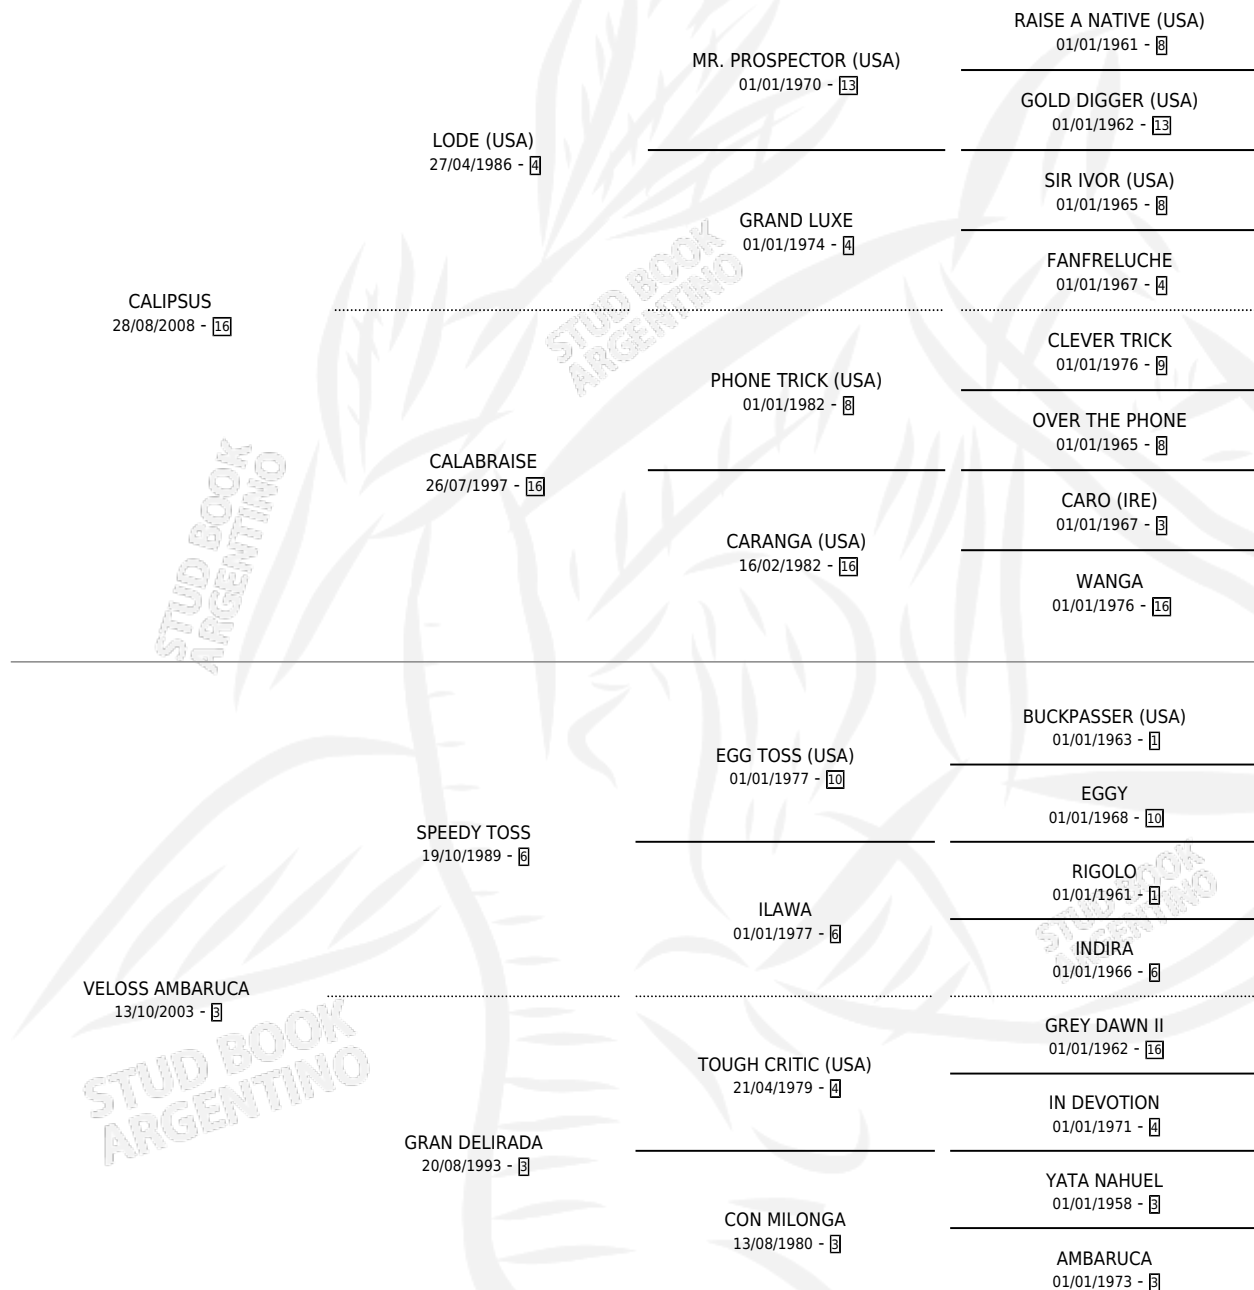 RAISE A NATIVE (USA)
01/01/1961 - 8
MR. PROSPECTOR (USA)
01/01/1970 - 13
GOLD DIGGER (USA)
01/01/1962 - 13
LODE (USA)
27/04/1986 - 4
SIR IVOR (USA)
01/01/1965 - 8
GRAND LUXE
01/01/1974 - 4
FANFRELUCHE
01/01/1967 - 4
CALIPSUS
28/08/2008 - 16
CLEVER TRICK
01/01/1976 - 9
PHONE TRICK (USA)
01/01/1982 - 8
OVER THE PHONE
01/01/1965 - 8
CALABRAISE
26/07/1997 - 16
CARO (IRE)
01/01/1967 - 3
CARANGA (USA)
16/02/1982 - 16
WANGA
01/01/1976 - 16
BUCKPASSER (USA)
01/01/1963 - 1
EGG TOSS (USA)
01/01/1977 - 10
EGGY
01/01/1968 - 10
SPEEDY TOSS
19/10/1989 - 6
RIGOLO
01/01/1961 - 1
ILAWA
01/01/1977 - 6
INDIRA
01/01/1966 - 6
VELOSS AMBARUCA
13/10/2003 - 3
GREY DAWN II
01/01/1962 - 16
TOUGH CRITIC (USA)
21/04/1979 - 4
IN DEVOTION
01/01/1971 - 4
GRAN DELIRADA
20/08/1993 - 3
YATA NAHUEL
01/01/1958 - 3
CON MILONGA
13/08/1980 - 3
AMBARUCA
01/01/1973 - 3
STUD BOOK
ARGENTINO
STUD BOOK
ARGENTINO
STUD BOOK
ARGENTINO
STUD BOOK
ARGENTINO